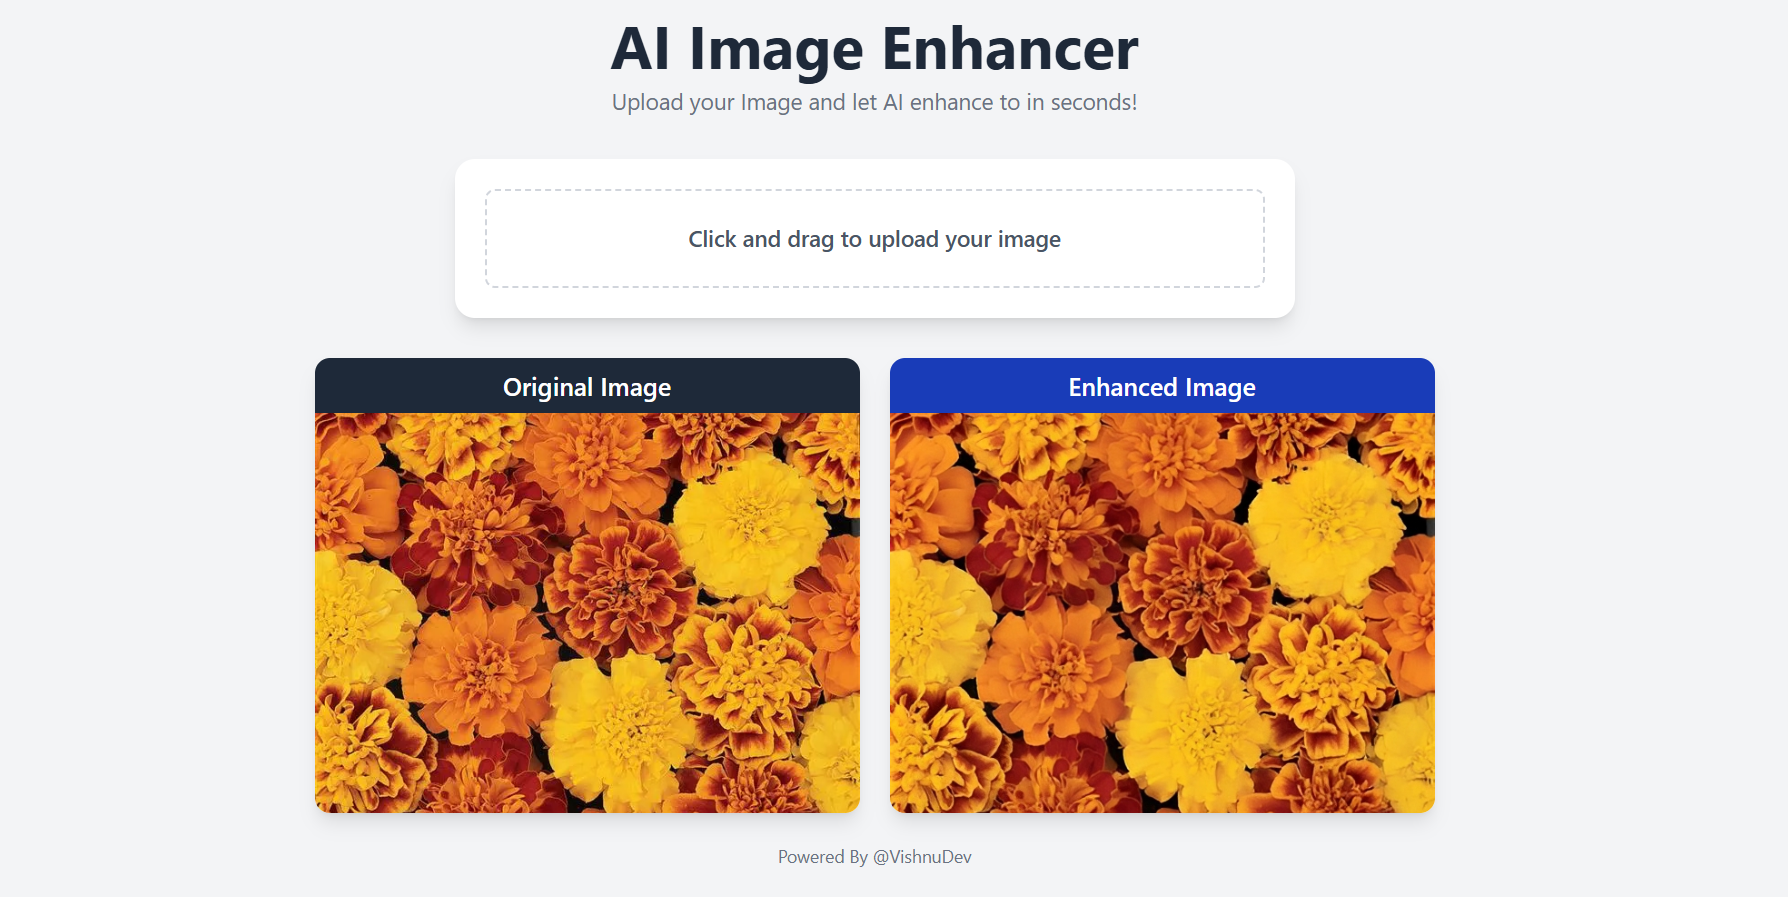 AI Image Enhancer
Upload your Image and let AI enhance to in seconds!
Click and drag to upload your image
Original Image
Enhanced Image
Powered By @VishnuDev